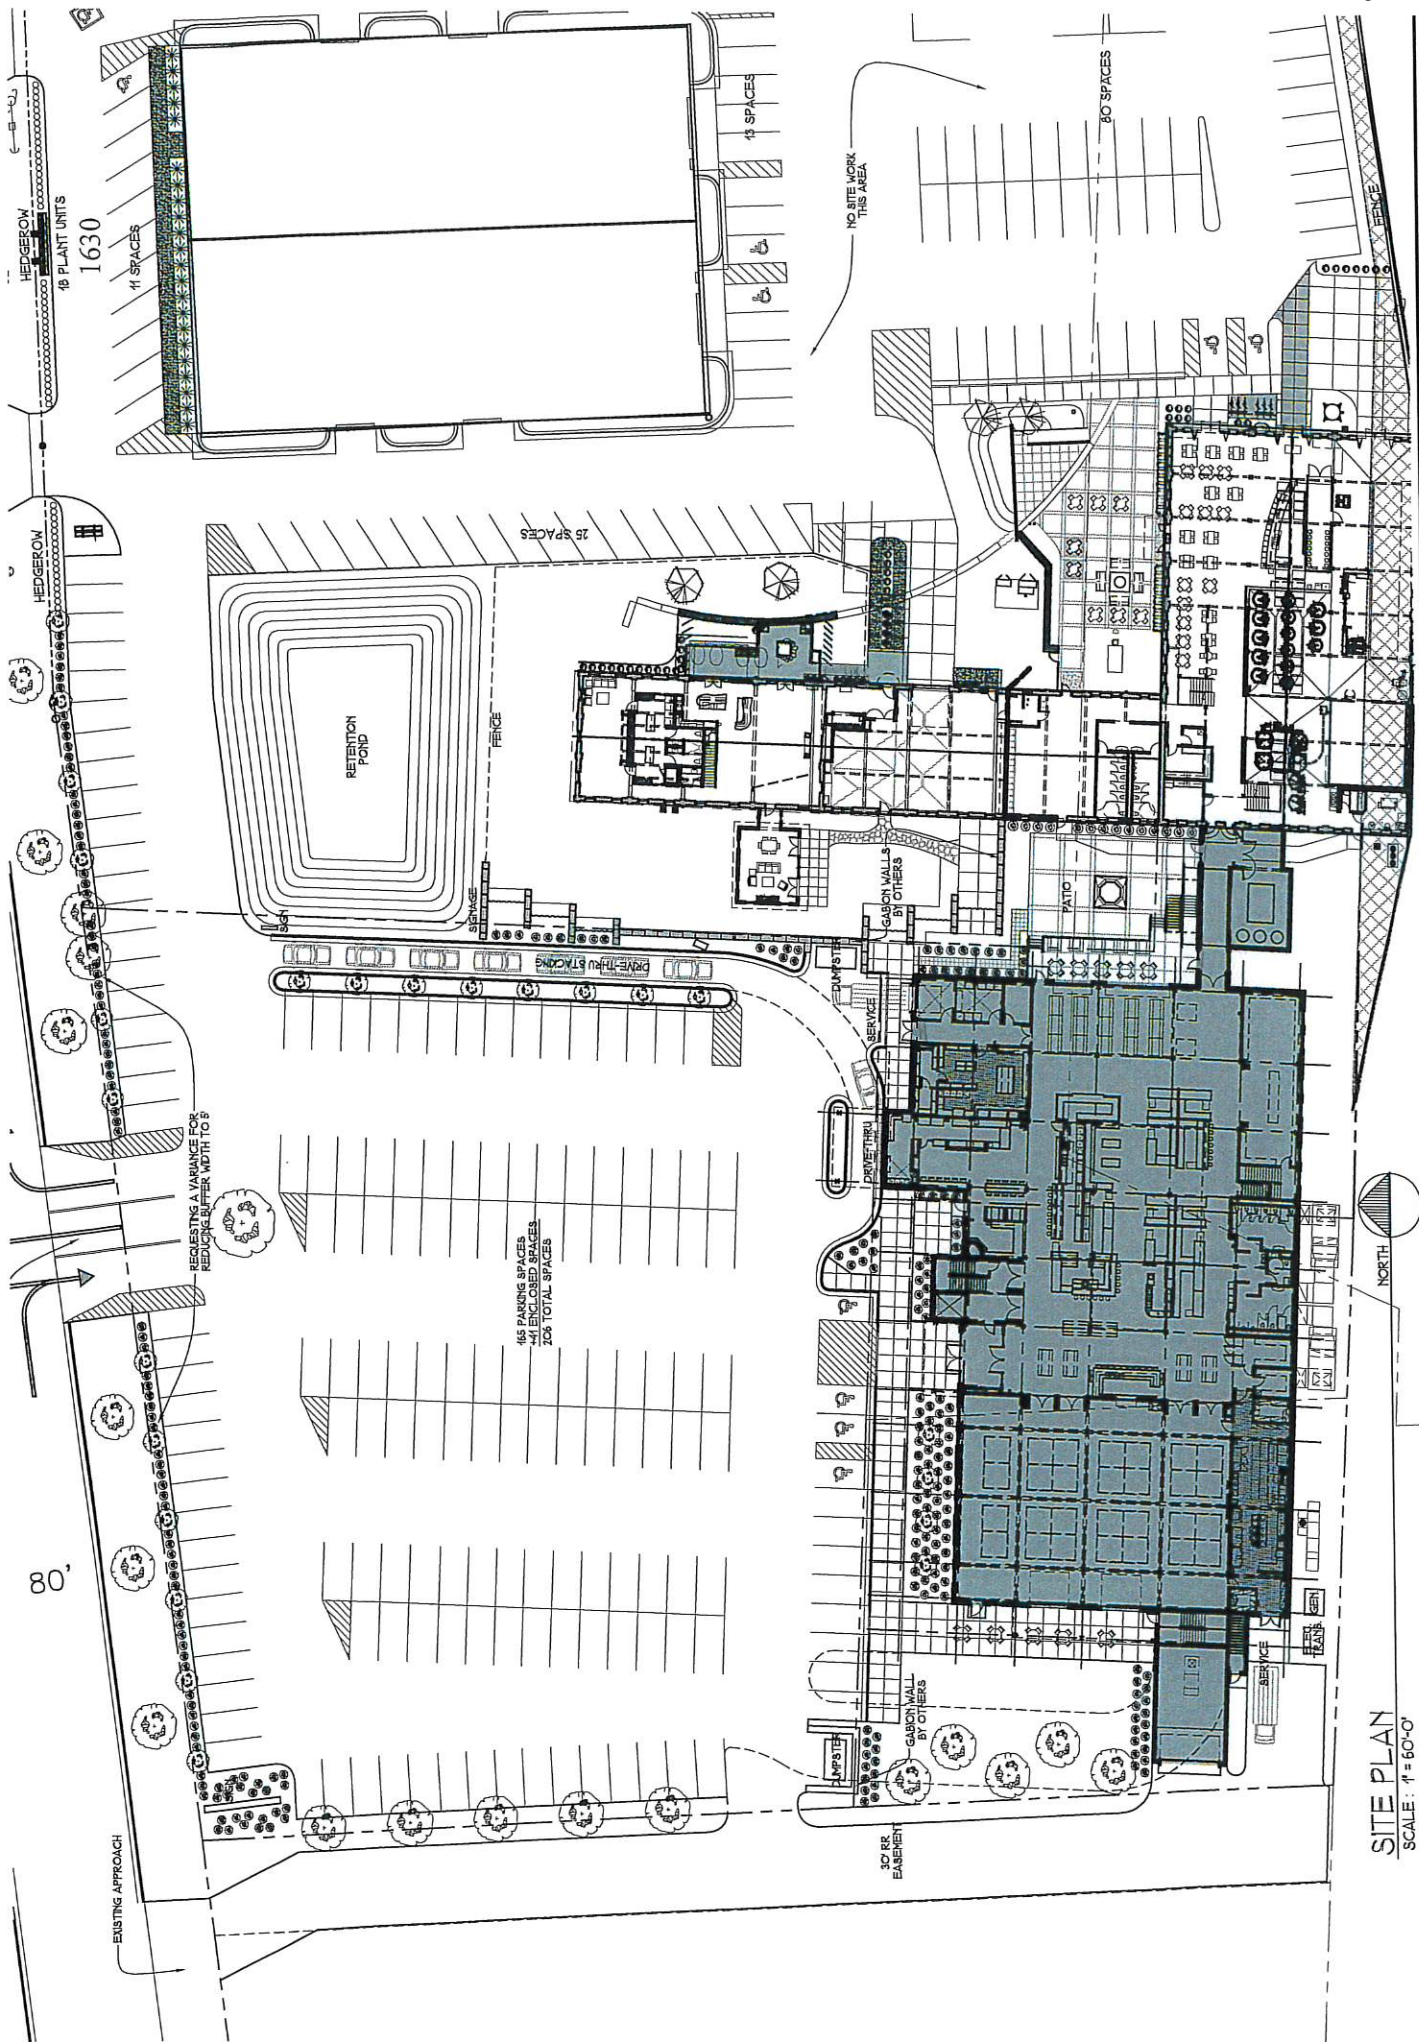 HEDGEROW
18 PLANT UNITS
1630
11 SPACES
13 SPACES
NO SITE WORK
THIS AREA
80 SPACES
FENCE
HEDGEROW
25 SPACES
RETENTION
POND
FENCE
SIGN
SIGNAGE
DRIVE-THRU STACKING
GABION WALLS
BY OTHERS
PATIO
DUMPSTER
SERVICE
DRIVE-THRU
REQUESTING A VARIANCE FOR
REDUCING BUFFER WIDTH TO 5'
165 PARKING SPACES
+41 ENCLOSED SPACES
206 TOTAL SPACES
NORTH
80'
SIGN
EXISTING APPROACH
DUMPSTER
GABION WALL
BY OTHERS
30' RR
EASEMENT
SERVICE
ELEC.
TRANS.
GEN
SITE PLAN
SCALE: 1" = 60'-0"